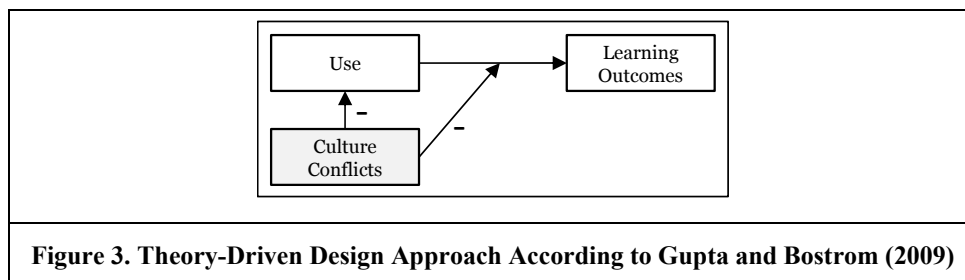 Use
Learning
Outcomes
–
–
Culture
Conflicts
Figure 3. Theory-Driven Design Approach According to Gupta and Bostrom (2009)